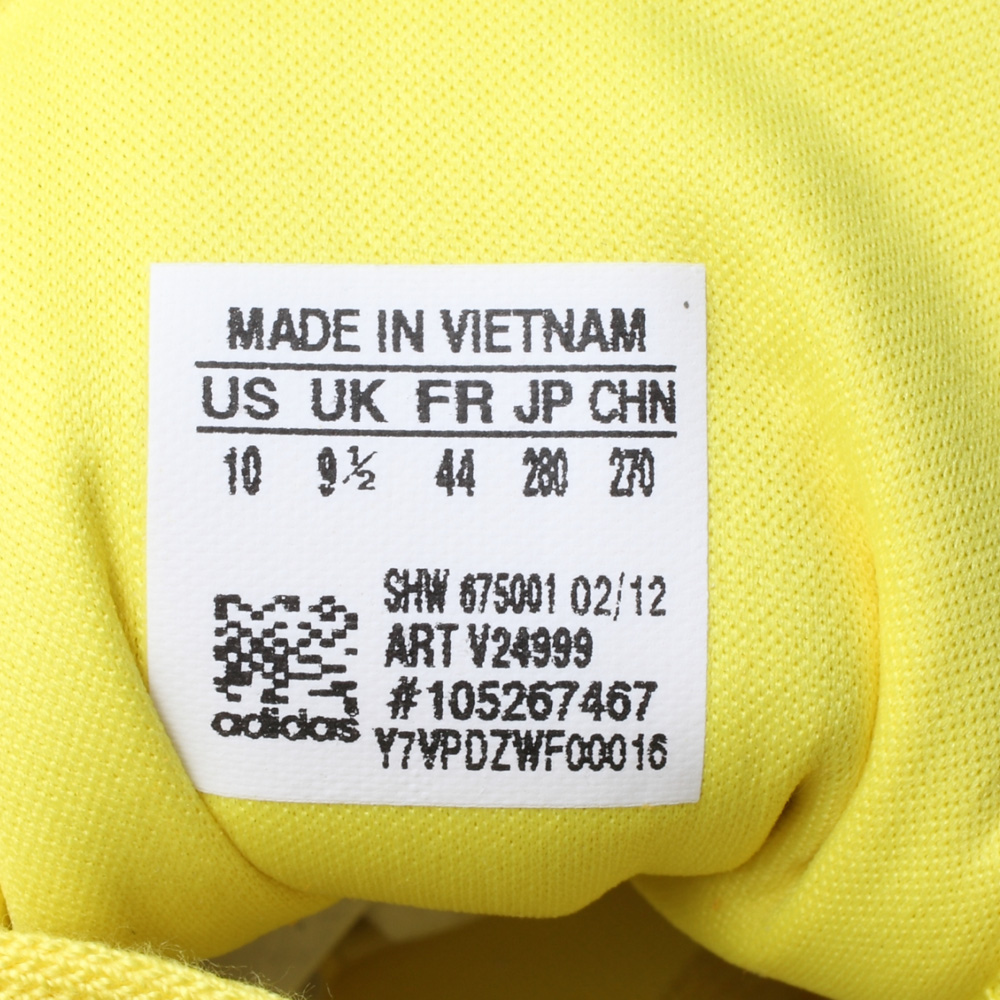 MADE IN VIETNAM
US UK FR JP CHN
10 9½ 44 280 270
SHW 675001 02/12
ART V24999
#105267467
adidas
Y7VPDZWF00016